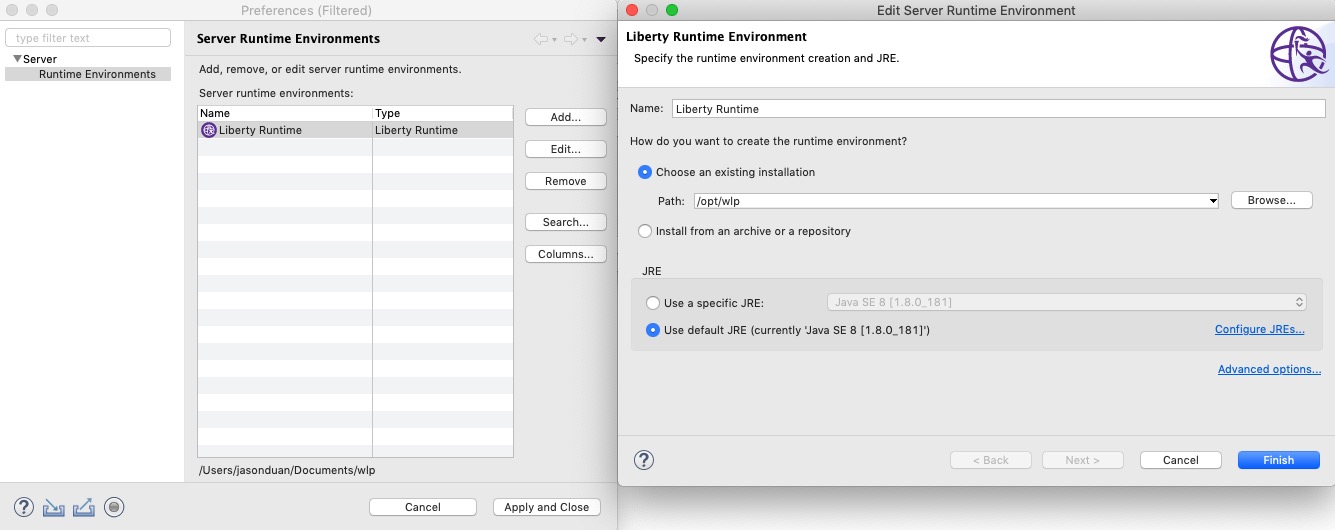 Preferences (Filtered)
type filter text
Server
Runtime Environments
Server Runtime Environments
Add, remove, or edit server runtime environments.
Server runtime environments:
Name Type
Liberty Runtime Liberty Runtime
Add...
Edit...
Remove
Search...
Columns...
/Users/jasonduan/Documents/wlp
?
Cancel Apply and Close
Edit Server Runtime Environment
Liberty Runtime Environment
Specify the runtime environment creation and JRE.
Name: Liberty Runtime
How do you want to create the runtime environment?
Choose an existing installation
Path: /opt/wlp Browse...
Install from an archive or a repository
JRE
Use a specific JRE: Java SE 8 [1.8.0_181]
Use default JRE (currently 'Java SE 8 [1.8.0_181]') Configure JREs...
Advanced options...
? < Back Next > Cancel Finish